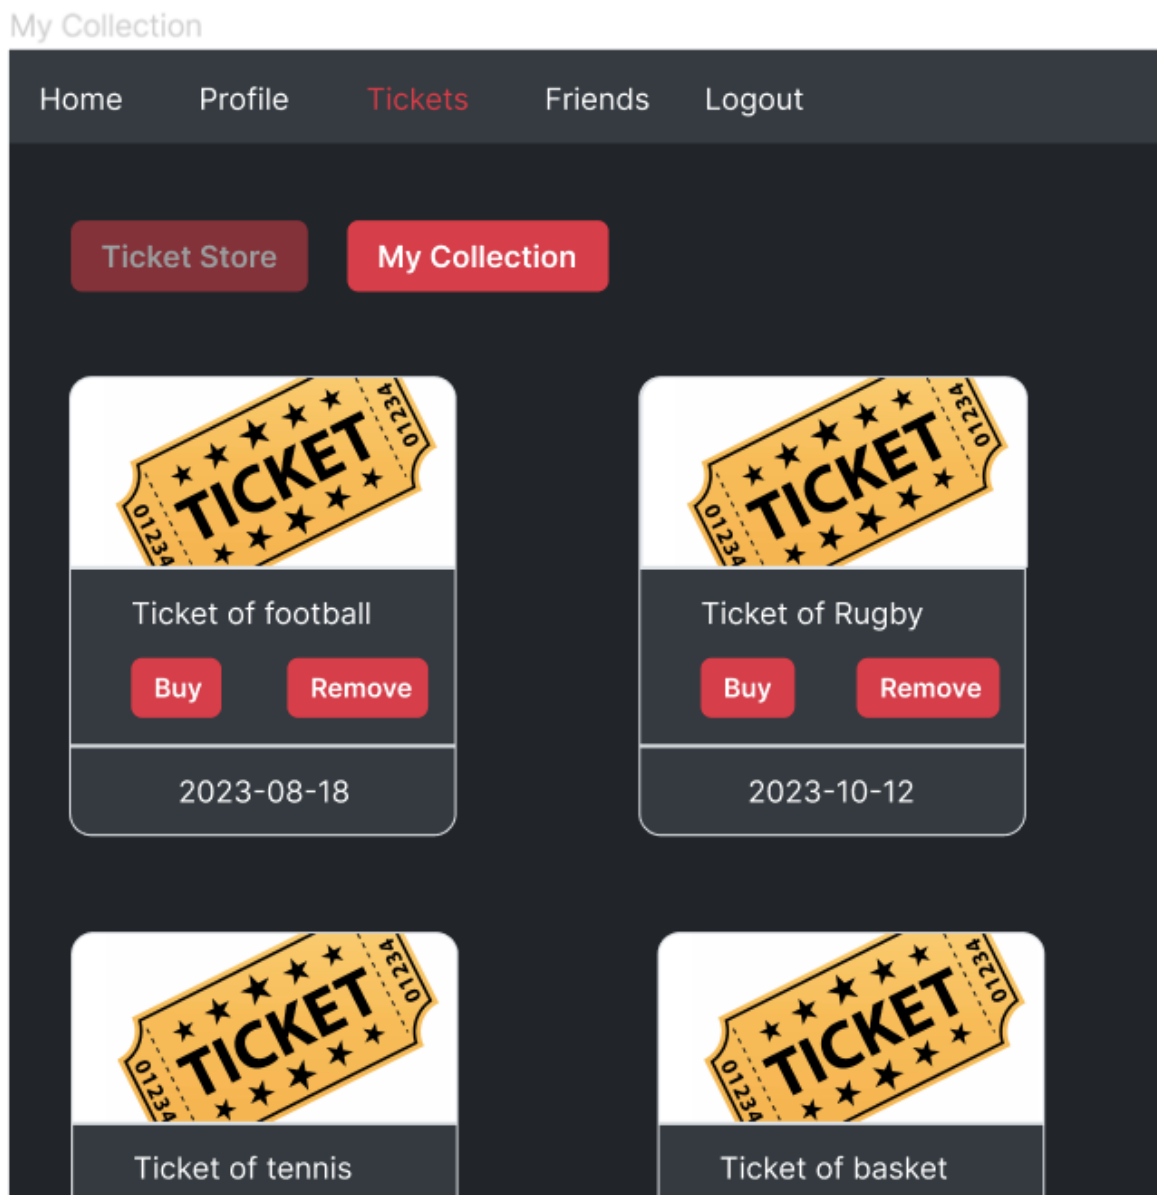 My Collection
Home Profile Tickets Friends Logout
Ticket Store My Collection
TICKET
01234
01234
TICKET
01234
01234
Ticket of football
Ticket of Rugby
Buy Remove
Buy Remove
2023-08-18
2023-10-12
TICKET
01234
01234
TICKET
01234
01234
Ticket of tennis
Ticket of basket